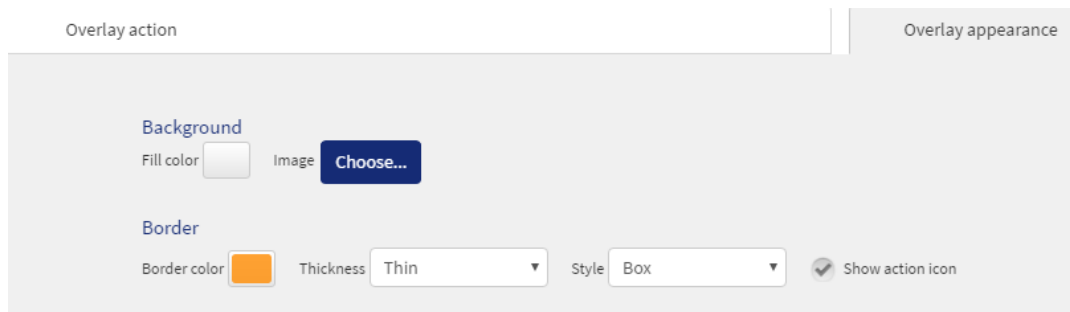 Overlay action Overlay appearance
Background
Fill color Image Choose...
Border
Border color Thickness Thin Style Box Show action icon